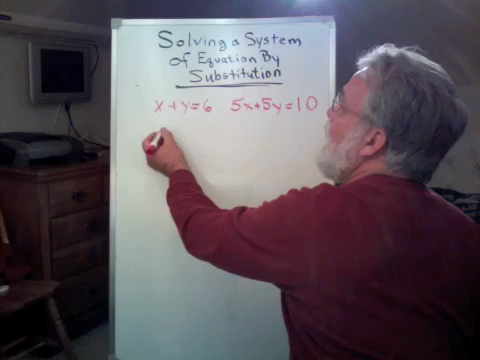 Solving a System
of Equation By
Substitution
x + y = 6 5x + 5y = 10